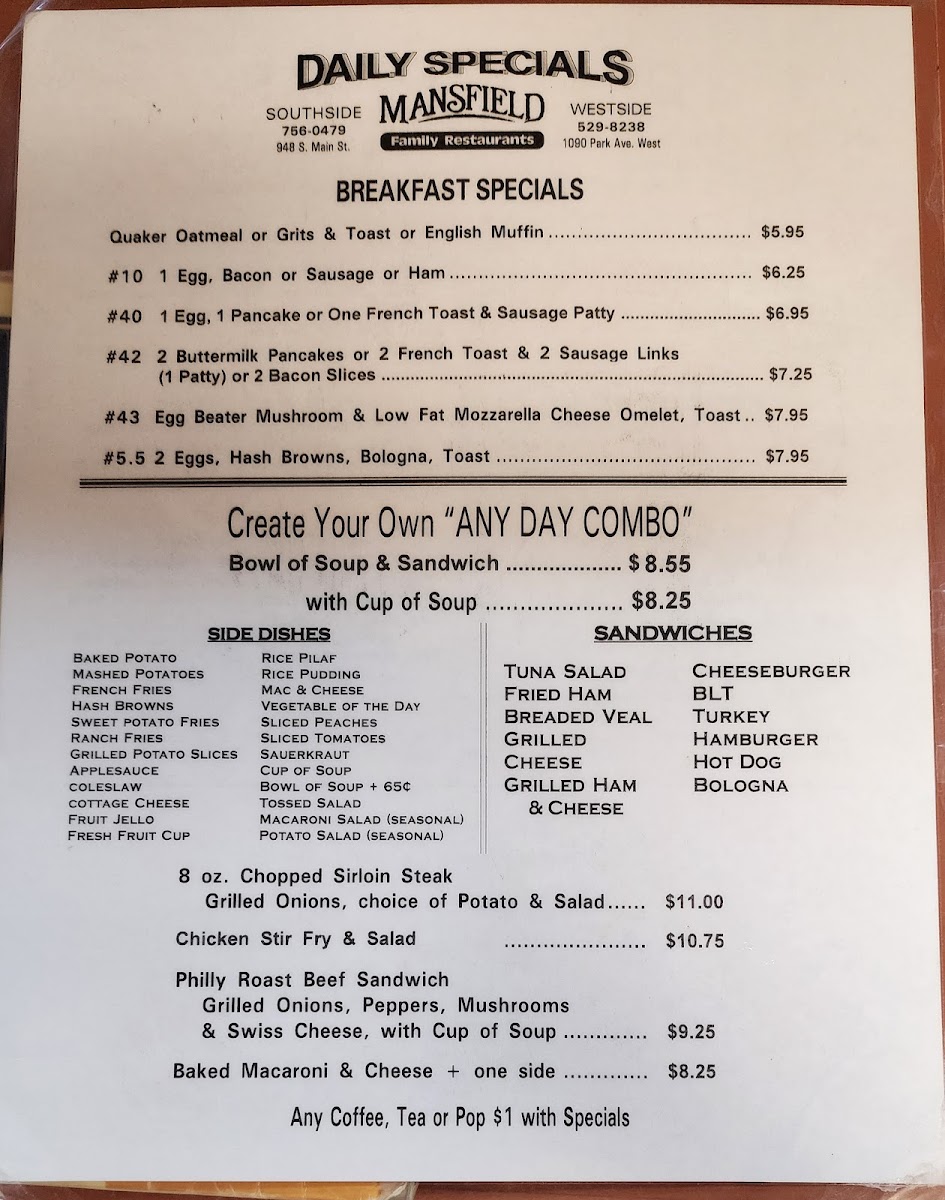 DAILY SPECIALS
SOUTHSIDE
756-0479
948 S. Main St.
MANSFIELD
Family Restaurants
WESTSIDE
529-8238
1090 Park Ave. West
BREAKFAST SPECIALS
Quaker Oatmeal or Grits & Toast or English Muffin .................................. $5.95
#10 1 Egg, Bacon or Sausage or Ham ................................................... $6.25
#40 1 Egg, 1 Pancake or One French Toast & Sausage Patty ............................ $6.95
#42 2 Buttermilk Pancakes or 2 French Toast & 2 Sausage Links
(1 Patty) or 2 Bacon Slices ............................................................................ $7.25
#43 Egg Beater Mushroom & Low Fat Mozzarella Cheese Omelet, Toast .. $7.95
#5.5 2 Eggs, Hash Browns, Bologna, Toast ............................................ $7.95
Create Your Own "ANY DAY COMBO"
Bowl of Soup & Sandwich ................... $8.55
with Cup of Soup ..................... $8.25
SIDE DISHES
BAKED POTATO
MASHED POTATOES
FRENCH FRIES
HASH BROWNS
SWEET POTATO FRIES
RANCH FRIES
GRILLED POTATO SLICES
APPLESAUCE
COLESLAW
COTTAGE CHEESE
FRUIT JELLO
FRESH FRUIT CUP
RICE PILAF
RICE PUDDING
MAC & CHEESE
VEGETABLE OF THE DAY
SLICED PEACHES
SLICED TOMATOES
SAUERKRAUT
CUP OF SOUP
BOWL OF SOUP + 65¢
TOSSED SALAD
MACARONI SALAD (SEASONAL)
POTATO SALAD (SEASONAL)
SANDWICHES
TUNA SALAD
FRIED HAM
BREADED VEAL
GRILLED
CHEESE
GRILLED HAM
& CHEESE
CHEESEBURGER
BLT
TURKEY
HAMBURGER
HOT DOG
BOLOGNA
8 oz. Chopped Sirloin Steak
Grilled Onions, choice of Potato & Salad ...... $11.00
Chicken Stir Fry & Salad ...................... $10.75
Philly Roast Beef Sandwich
Grilled Onions, Peppers, Mushrooms
& Swiss Cheese, with Cup of Soup ............. $9.25
Baked Macaroni & Cheese + one side ............. $8.25
Any Coffee, Tea or Pop $1 with Specials